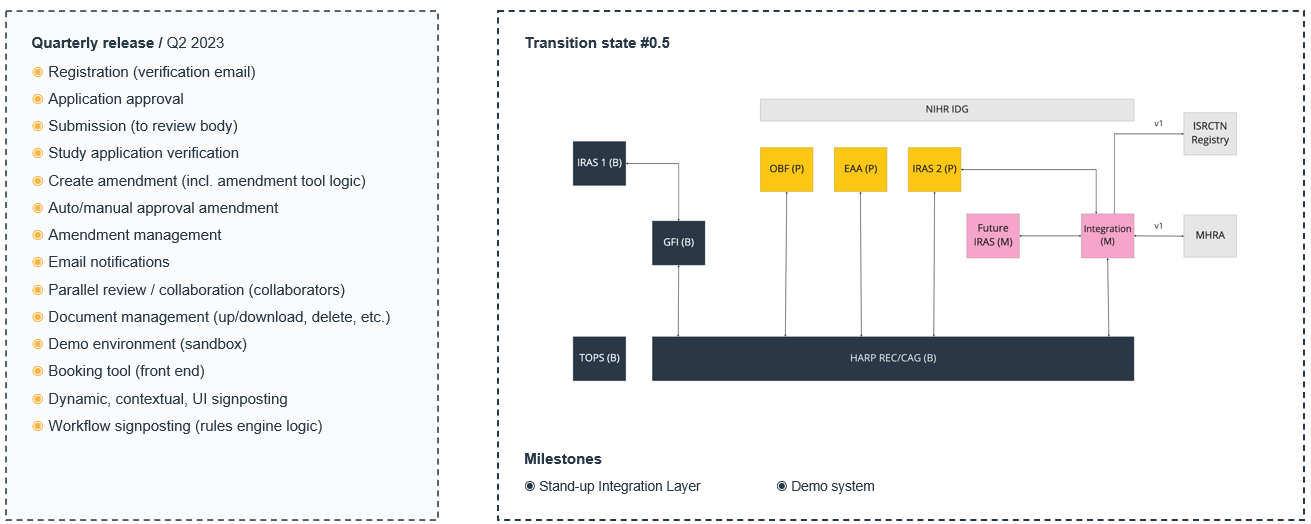 Quarterly release / Q2 2023
Registration (verification email)
Application approval
Submission (to review body)
Study application verification
Create amendment (incl. amendment tool logic)
Auto/manual approval amendment
Amendment management
Email notifications
Parallel review / collaboration (collaborators)
Document management (up/download, delete, etc.)
Demo environment (sandbox)
Booking tool (front end)
Dynamic, contextual, UI signposting
Workflow signposting (rules engine logic)
Transition state #0.5
NIHR IDG
v1
ISRCTN
Registry
IRAS 1 (B)
OBF (P)
EAA (P)
IRAS 2 (P)
GFI (B)
Future
IRAS (M)
Integration
(M)
v1
MHRA
TOPS (B)
HARP REC/CAG (B)
Milestones
Stand-up Integration Layer
Demo system